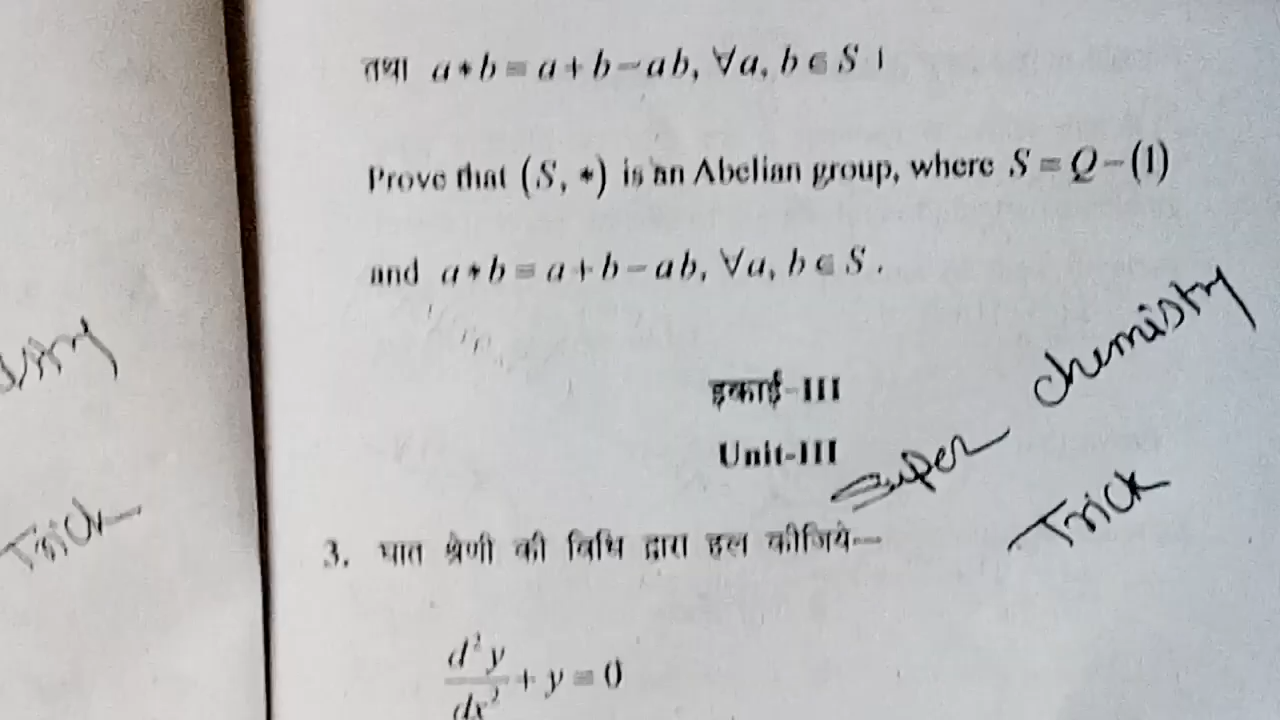 तथा a*b=a+b-ab, ∀a, b∈S ।
Prove that (S, *) is an Abelian group, where S=Q-(1)
and a*b=a+b-ab, ∀a, b∈S.
इकाई-III
Unit-III
Super Chemistry
Trick
Trick
3. घात श्रेणी की विधि द्वारा हल कीजिये—
d²y/dx² + y = 0